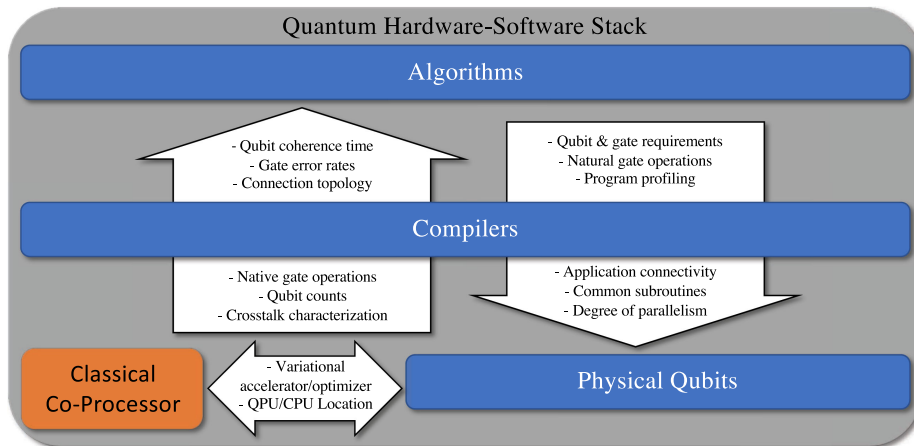 Quantum Hardware-Software Stack
Algorithms
- Qubit coherence time
- Gate error rates
- Connection topology
- Qubit & gate requirements
- Natural gate operations
- Program profiling
Compilers
- Native gate operations
- Qubit counts
- Crosstalk characterization
- Application connectivity
- Common subroutines
- Degree of parallelism
Classical
Co-Processor
- Variational
accelerator/optimizer
- QPU/CPU Location
Physical Qubits